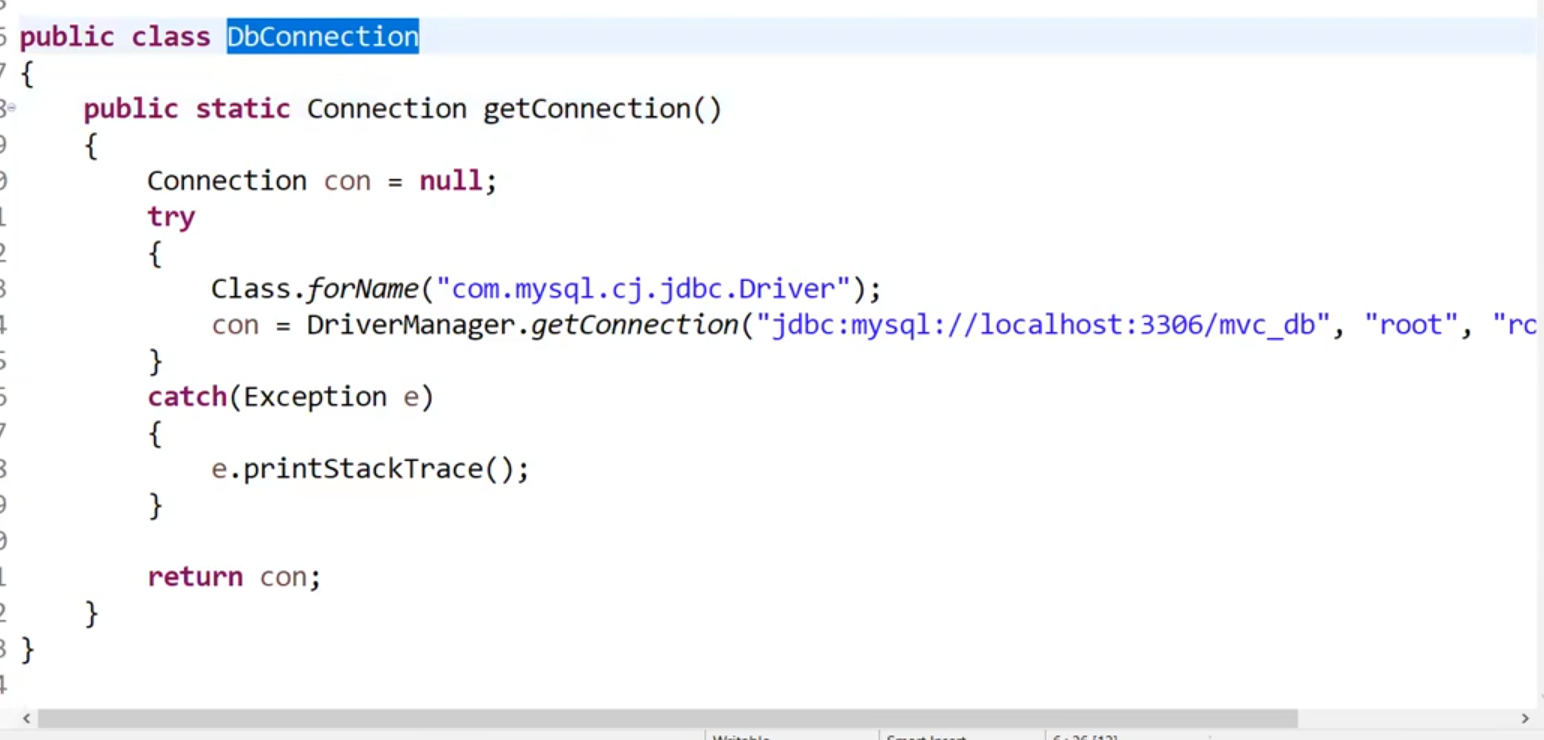 public class DbConnection
{
public static Connection getConnection()
{
Connection con = null;
try
{
Class.forName("com.mysql.cj.jdbc.Driver");
con = DriverManager.getConnection("jdbc:mysql://localhost:3306/mvc_db", "root",
}
catch(Exception e)
{
e.printStackTrace();
}
return con;
}
}